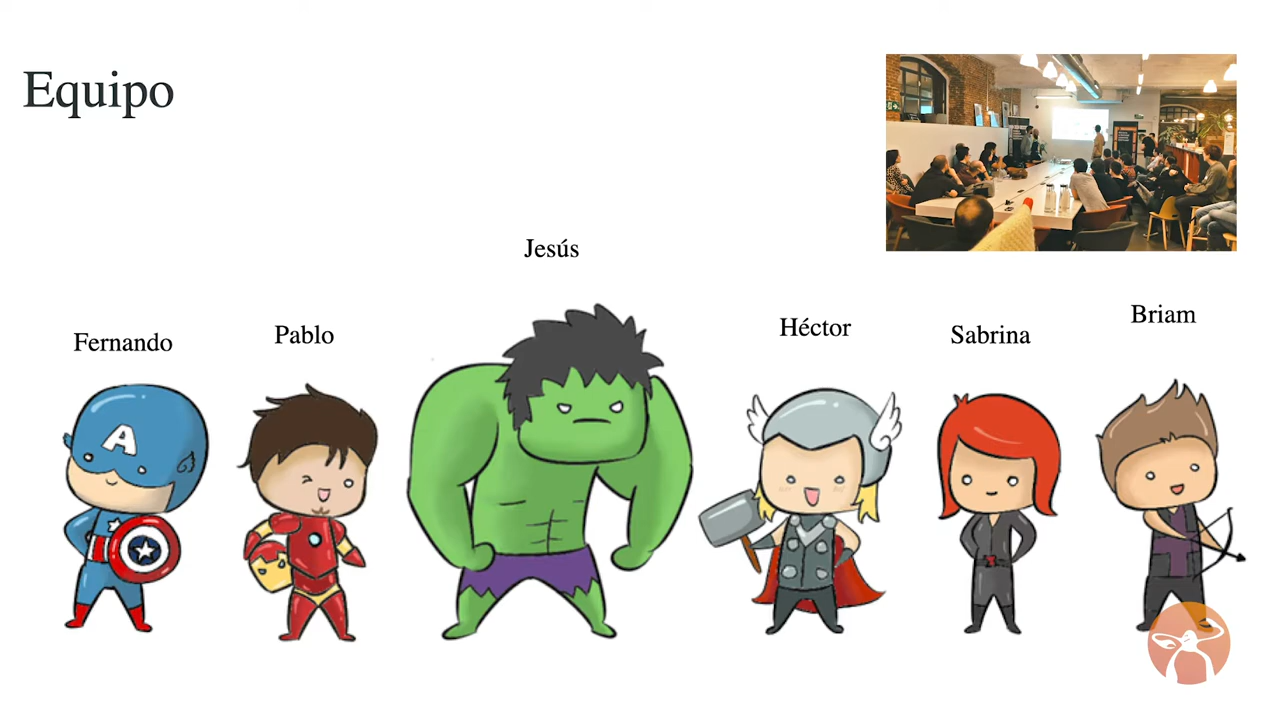 Equipo
Jesús
Fernando
Pablo
Héctor
Sabrina
Briam
A